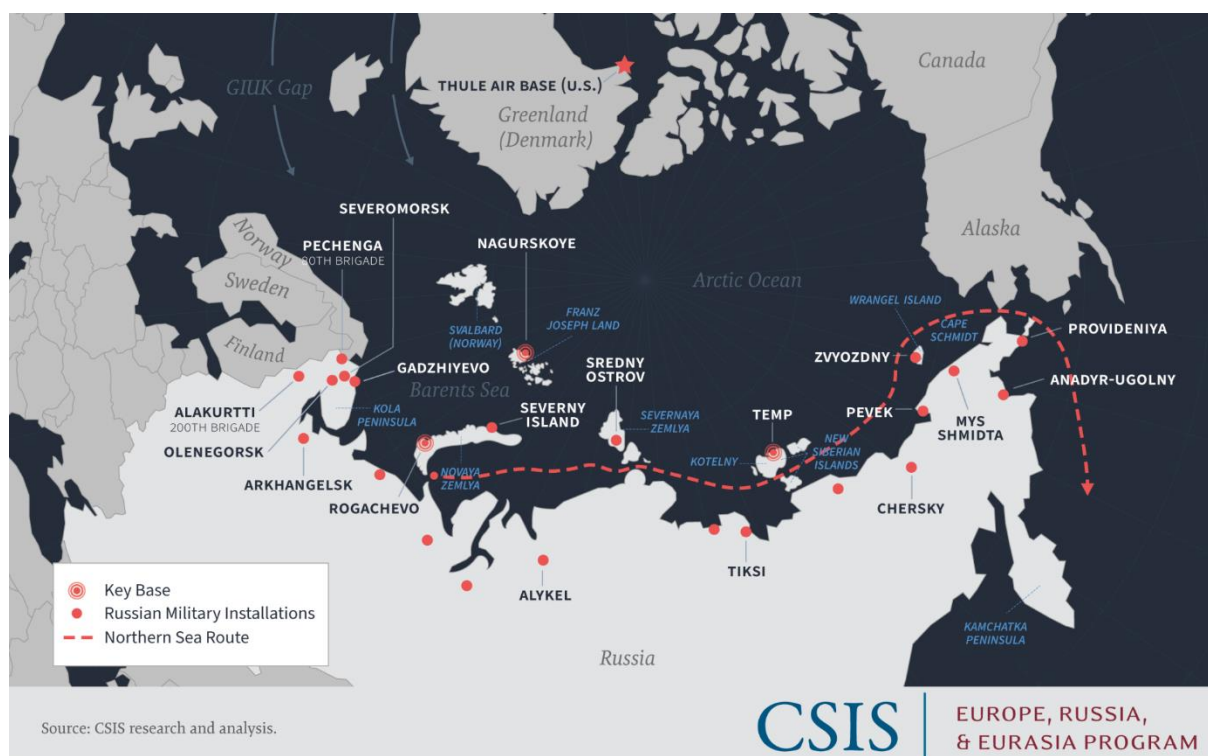 Canada
GIUK Gap
THULE AIR BASE (U.S.)
Greenland
(Denmark)
SEVEROMORSK
Norway
PECHENGA
80TH BRIGADE
NAGURSKOYE
Alaska
Sweden
Arctic Ocean
WRANGEL ISLAND
FRANZ
JOSEPH LAND
SVALBARD
(NORWAY)
CAPE
SCHMIDT
PROVIDENIYA
Finland
ZVYOZDNY
GADZHIYEVO
SREDNY
OSTROV
Barents Sea
ANADYR-UGOLNY
ALAKURTTI
200TH BRIGADE
KOLA
PENINSULA
SEVERNY
ISLAND
SEVERNAYA
ZEMLYA
TEMP
PEVEK
MYS
SHMIDTA
OLENEGORSK
NEW
SIBERIAN
ISLANDS
KOTELNY
NOVAYA
ZEMLYA
ARKHANGELSK
ROGACHEVO
CHERSKY
TIKSI
ALYKEL
Key Base
Russian Military Installations
Northern Sea Route
KAMCHATKA
PENINSULA
Russia
Source: CSIS research and analysis.
CSIS
EUROPE, RUSSIA,
& EURASIA PROGRAM